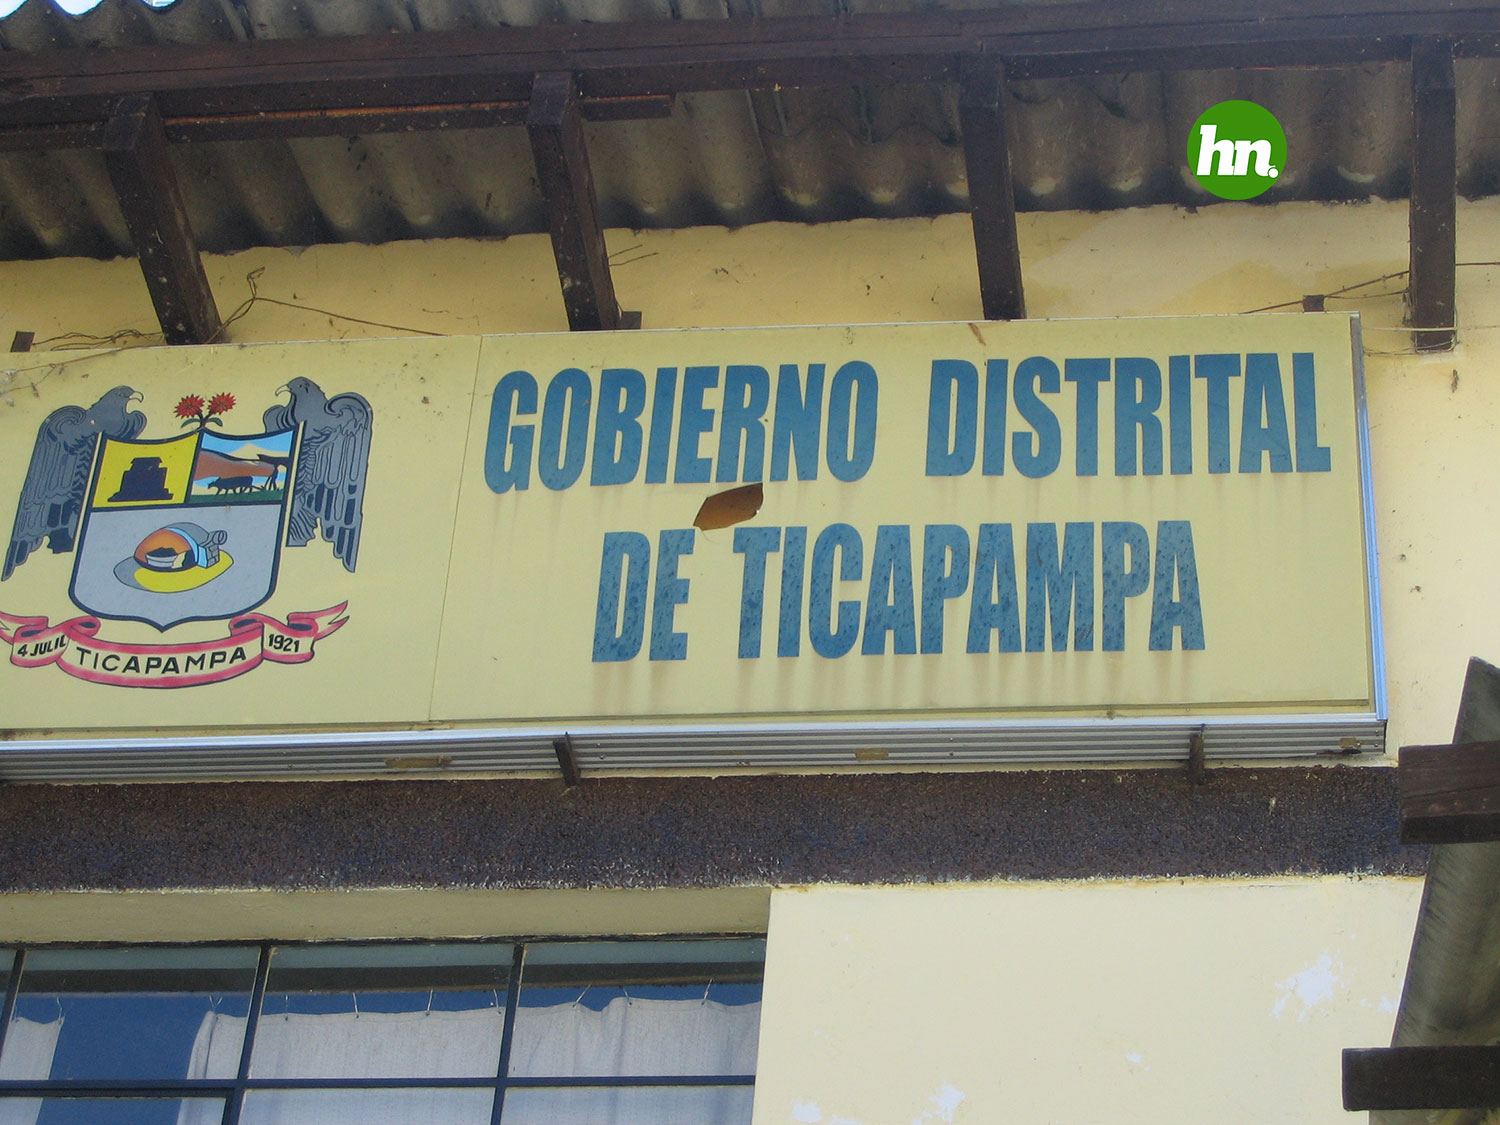 hn.
GOBIERNO DISTRITAL
DE TICAPAMPA
4 JULIO
TICAPAMPA
1921